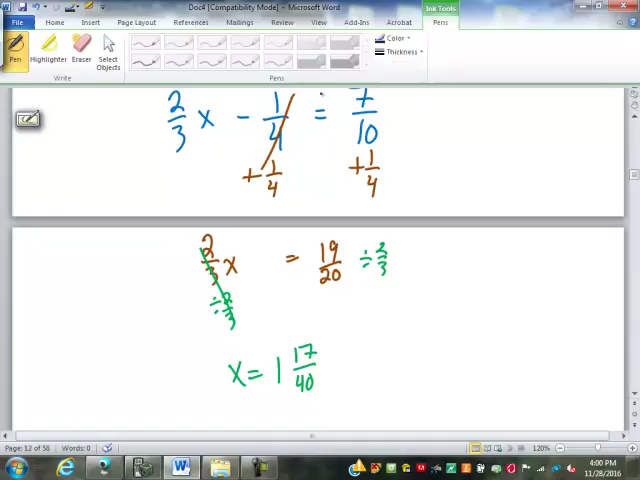 Doc4 [Compatibility Mode] - Microsoft Word
Ink Tools
File Home Insert Page Layout References Mailings Review View Add-Ins Acrobat Pens
Pen Highlighter Eraser Select Objects
Color
Thickness
Write Pens
2/3 x - 1/4 = 7/10
+ 1/4 + 1/4
2/3 x = 19/20 ÷ 2/3
÷ 2/3
x = 1 17/40
Page: 12 of 58 Words: 0 120%
4:00 PM
11/28/2016